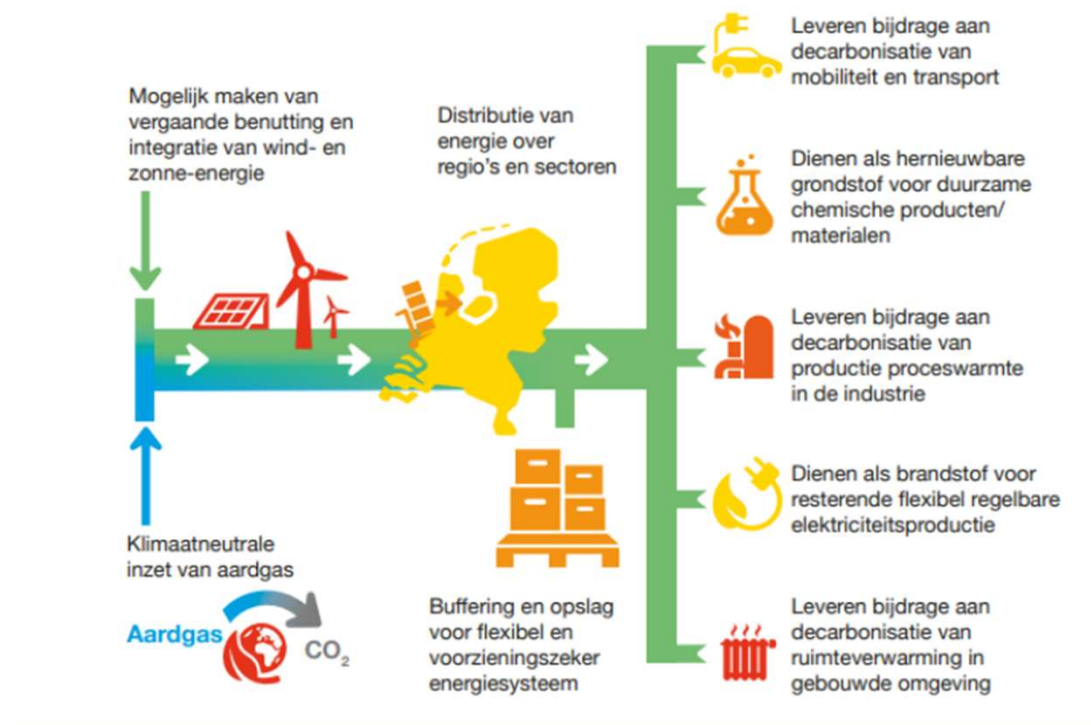 Mogelijk maken van
vergaande benutting en
integratie van wind- en
zonne-energie
Distributie van
energie over
regio's en sectoren
Klimaatneutrale
inzet van aardgas
Aardgas
CO₂
Buffering en opslag
voor flexibel en
voorzieningszeker
energiesysteem
Leveren bijdrage aan
decarbonisatie van
mobiliteit en transport
Dienen als hernieuwbare
grondstof voor duurzame
chemische producten/
materialen
Leveren bijdrage aan
decarbonisatie van
productie proceswarmte
in de industrie
Dienen als brandstof voor
resterende flexibel regelbare
elektriciteitsproductie
Leveren bijdrage aan
decarbonisatie van
ruimteverwarming in
gebouwde omgeving